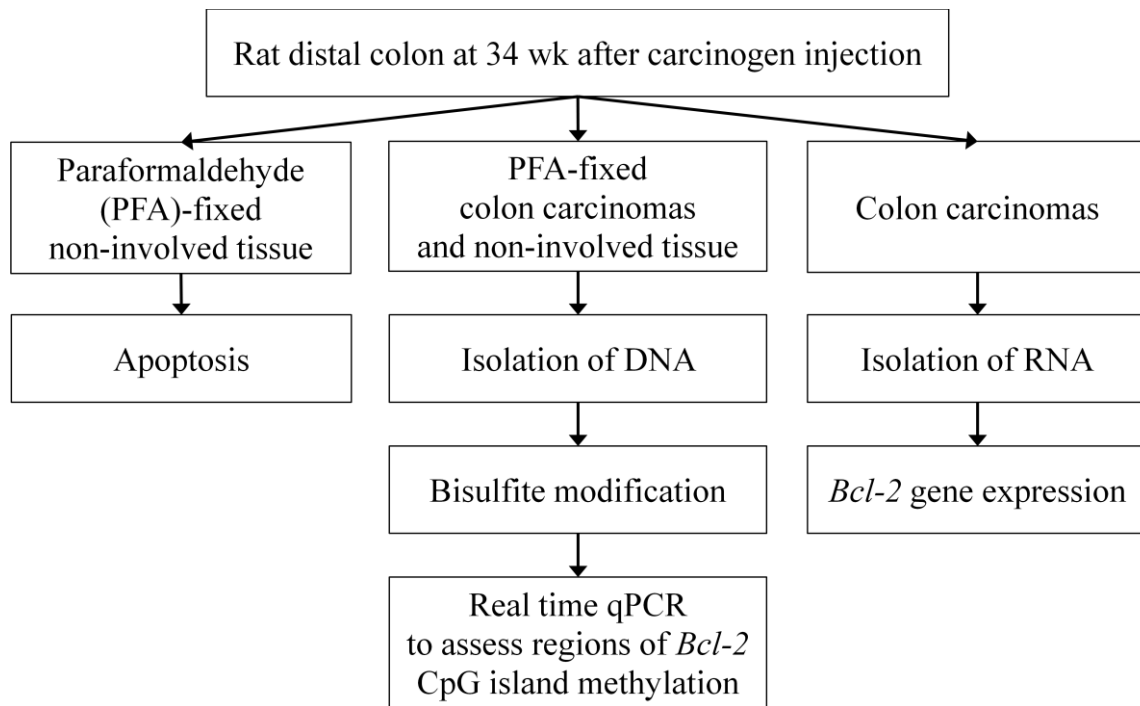 Rat distal colon at 34 wk after carcinogen injection
Paraformaldehyde
(PFA)-fixed
non-involved tissue
PFA-fixed
colon carcinomas
and non-involved tissue
Colon carcinomas
Apoptosis
Isolation of DNA
Isolation of RNA
Bisulfite modification
Bcl-2 gene expression
Real time qPCR
to assess regions of Bcl-2
CpG island methylation